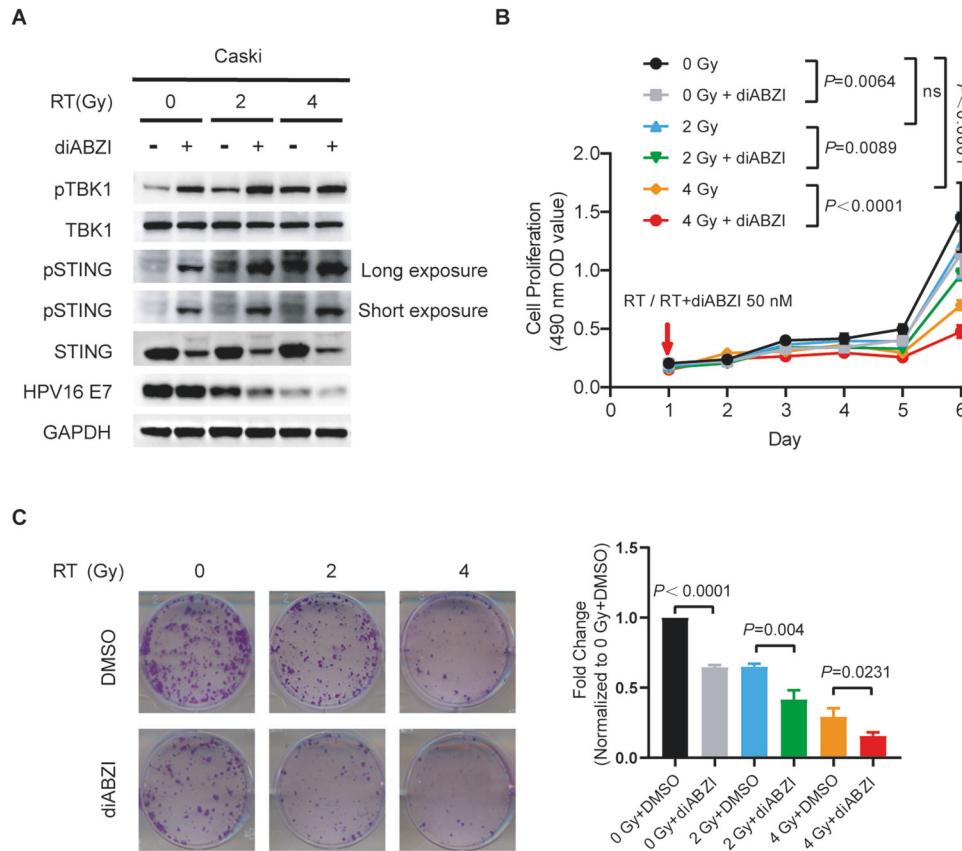 A
Caski
RT(Gy) 0 2 4
diABZI - + - + - +
pTBK1
TBK1
pSTING Long exposure
pSTING Short exposure
STING
HPV16 E7
GAPDH
B
0 Gy
0 Gy + diABZI
2 Gy
2 Gy + diABZI
4 Gy
4 Gy + diABZI
P=0.0064
P=0.0089
P<0.0001
ns
Cell Proliferation
(490 nm OD value)
2.0
1.5
1.0
0.5
0.0
RT / RT+diABZI 50 nM
0 1 2 3 4 5 6
Day
C
RT (Gy) 0 2 4
DMSO
diABZI
Fold Change
(Normalized to 0 Gy+DMSO)
1.5
1.0
0.5
0.0
P< 0.0001
P=0.004
P=0.0231
0 Gy+DMSO
0 Gy+diABZI
2 Gy+DMSO
2 Gy+diABZI
4 Gy+DMSO
4 Gy+diABZI